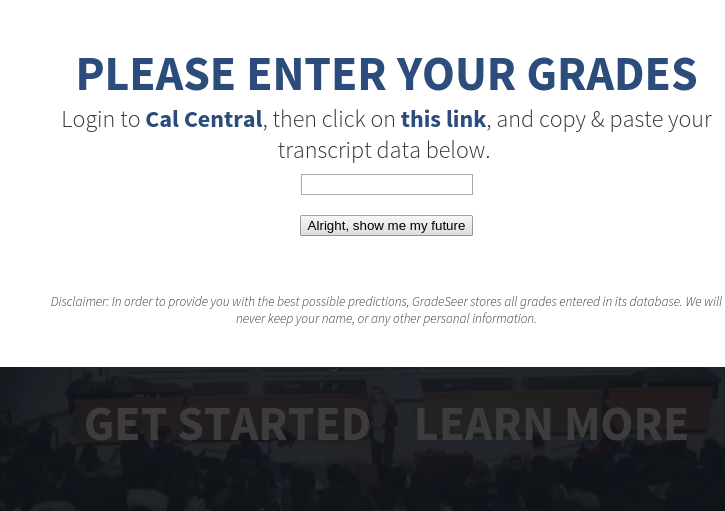 PLEASE ENTER YOUR GRADES
Login to Cal Central, then click on this link, and copy & paste your
transcript data below.
Alright, show me my future
Disclaimer: In order to provide you with the best possible predictions, GradeSeer stores all grades entered in its database. We will
never keep your name, or any other personal information.
GET STARTED LEARN MORE